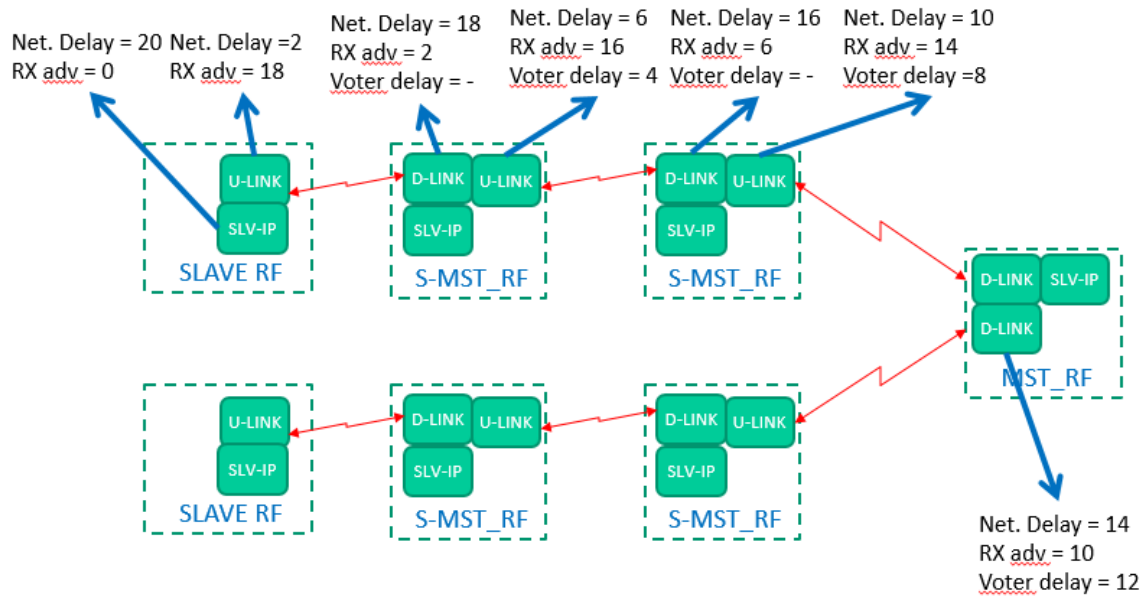 Net. Delay = 20
RX adv = 0
Net. Delay =2
RX adv = 18
Net. Delay = 18
RX adv = 2
Voter delay = -
Net. Delay = 6
RX adv = 16
Voter delay = 4
Net. Delay = 16
RX adv = 6
Voter delay = -
Net. Delay = 10
RX adv = 14
Voter delay =8
U-LINK
SLV-IP
SLAVE RF
D-LINK
U-LINK
SLV-IP
S-MST_RF
D-LINK
U-LINK
SLV-IP
S-MST_RF
D-LINK
SLV-IP
D-LINK
MST_RF
U-LINK
SLV-IP
SLAVE RF
D-LINK
U-LINK
SLV-IP
S-MST_RF
D-LINK
U-LINK
SLV-IP
S-MST_RF
Net. Delay = 14
RX adv = 10
Voter delay = 12